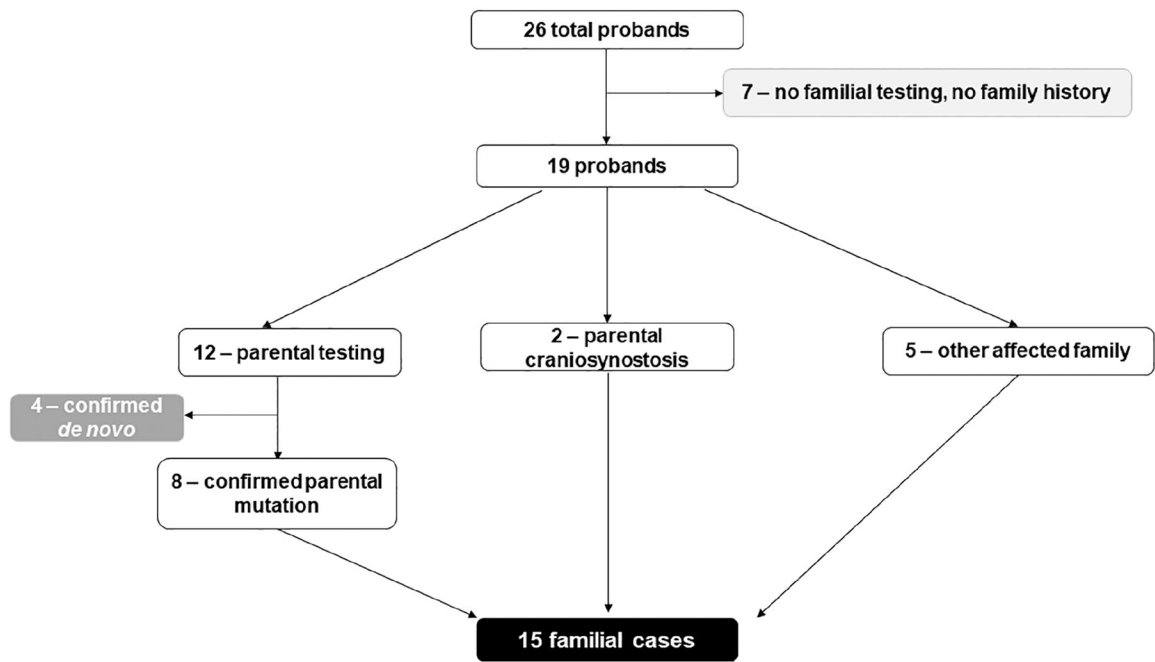 26 total probands
7 – no familial testing, no family history
19 probands
12 – parental testing
2 – parental
craniosynostosis
5 – other affected family
4 – confirmed
de novo
8 – confirmed parental
mutation
15 familial cases